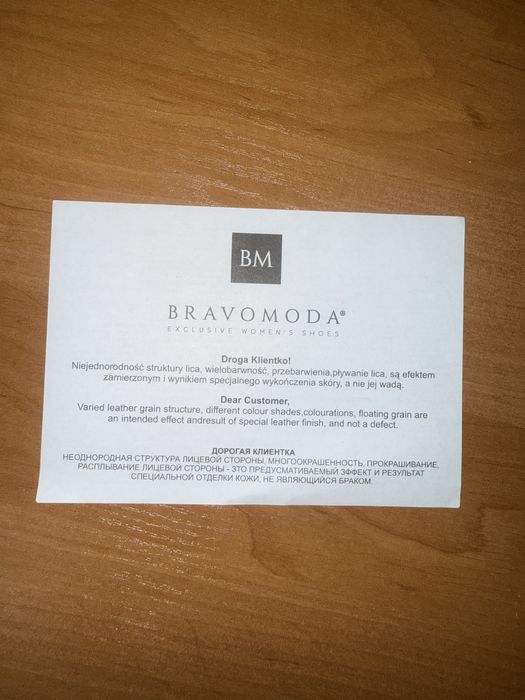 BM
BRAVOMODA®
EXCLUSIVE WOMEN'S SHOES
Droga Klientko!
Niejednorodność struktury lica, wielobarwność, przebarwienia,pływanie lica, są efektem
zamierzonym i wynikiem specjalnego wykończenia skóry, a nie jej wadą.
Dear Customer,
Varied leather grain structure, different colour shades,colourations, floating grain are
an intended effect andresult of special leather finish, and not a defect.
ДОРОГАЯ КЛИЕНТКА
НЕОДНОРОДНАЯ СТРУКТУРА ЛИЦЕВОЙ СТОРОНЫ, МНОГООКРАШЕННОСТЬ, ПРОКРАШИВАНИЕ,
РАСПЛЫВАНИЕ ЛИЦЕВОЙ СТОРОНЫ - ЗТО ПРЕДУСМАТИВАЕМЫЙ ЭФФЕКТ И РЕЗУЛЬТАТ
СПЕЦИАЛЬНОЙ ОТДЕЛКИ КОЖИ, НЕ ЯВЛЯЮЩИЙСЯ БРАКОМ.